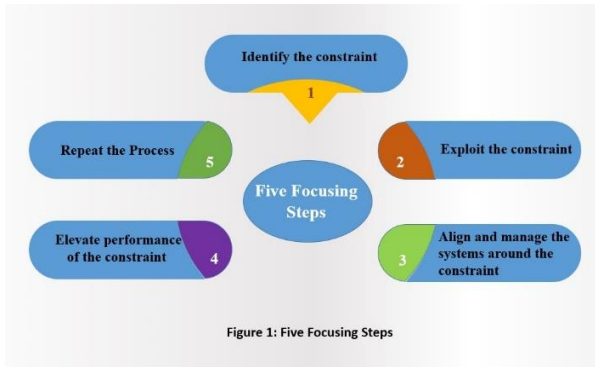 Identify the constraint
1
Repeat the Process
5
2
Exploit the constraint
Five Focusing
Steps
Elevate performance
of the constraint
4
3
Align and manage the
systems around the
constraint
Figure 1: Five Focusing Steps